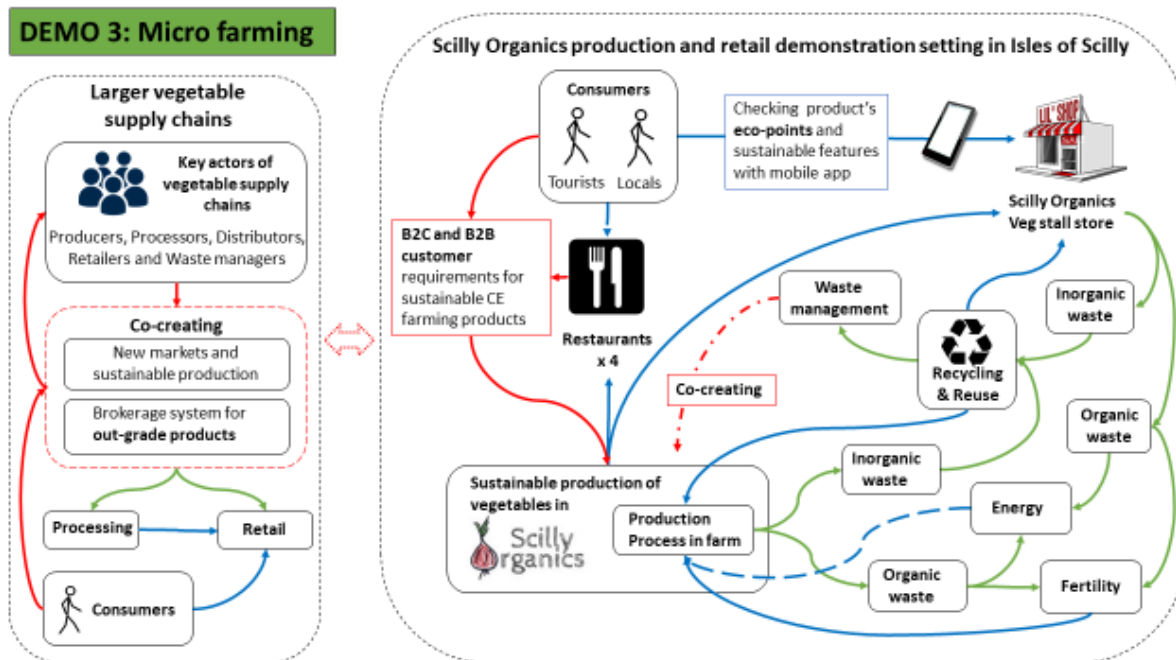 DEMO 3: Micro farming
Larger vegetable
supply chains
Key actors of
vegetable supply
chains
Producers, Processors, Distributors,
Retailers and Waste managers
Co-creating
New markets and
sustainable production
Brokerage system for
out-grade products
Processing
Retail
Consumers
Scilly Organics production and retail demonstration setting in Isles of Scilly
Consumers
Tourists
Locals
Checking product's
eco-points and
sustainable features
with mobile app
LIL' SHOP
Scilly Organics
Veg stall store
B2C and B2B
customer
requirements for
sustainable CE
farming products
Restaurants
x 4
Waste
management
Inorganic
waste
Recycling
& Reuse
Co-creating
Organic
waste
Inorganic
waste
Sustainable production of
vegetables in
Scilly
Organics
Production
Process in farm
Energy
Organic
waste
Fertility